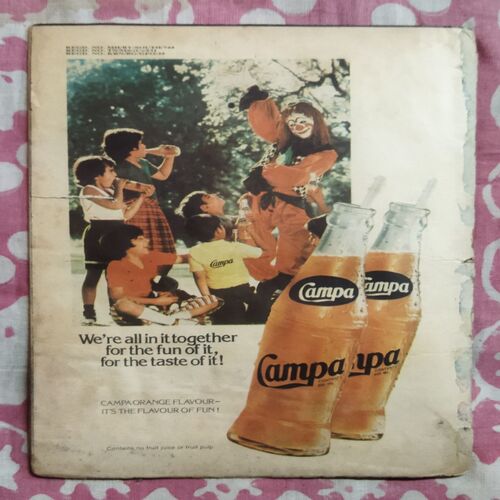 Campa
We're all in it together
for the fun of it,
for the taste of it!
Campa
Campa
Campa
mpa
CAMPA ORANGE FLAVOUR—
IT'S THE FLAVOUR OF FUN!
Contains no fruit juice or fruit pulp